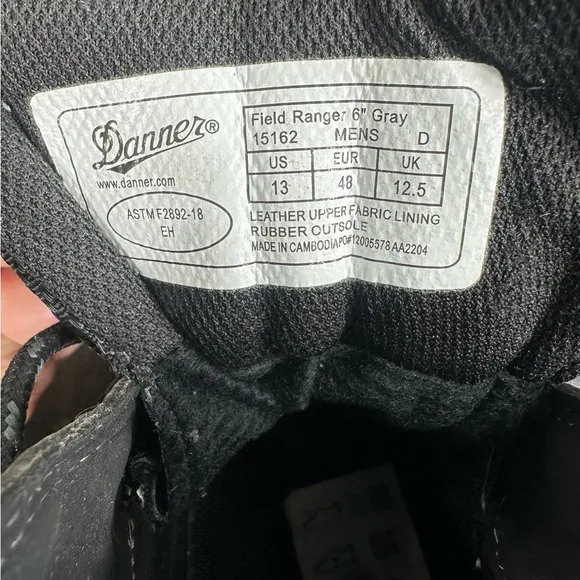 Danner®
www.danner.com
ASTM F2892-18
EH
Field Ranger 6" Gray
15162 MENS D
US EUR UK
13 48 12.5
LEATHER UPPER FABRIC LINING
RUBBER OUTSOLE
MADE IN CAMBODIA/PO#12005578 AA2204